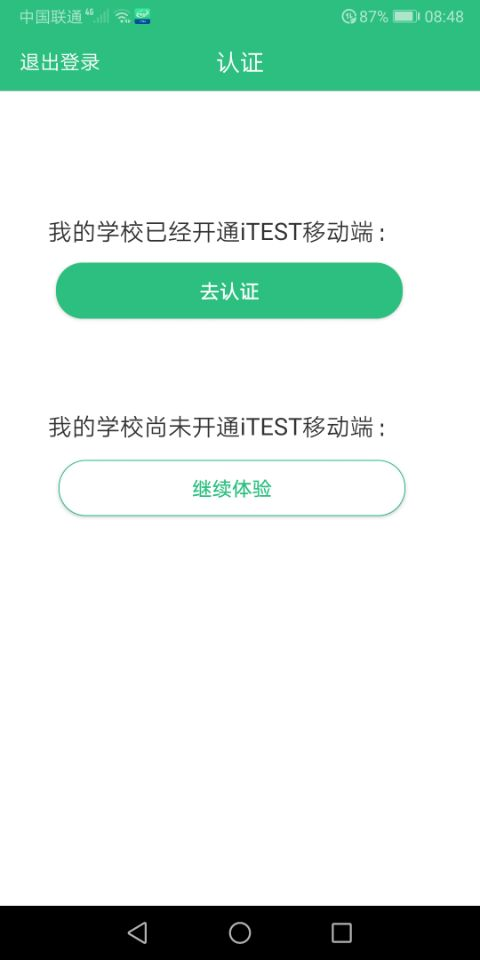 中国联通 4G 87% 08:48
退出登录 认证
我的学校已经开通iTEST移动端：
去认证
我的学校尚未开通iTEST移动端：
继续体验